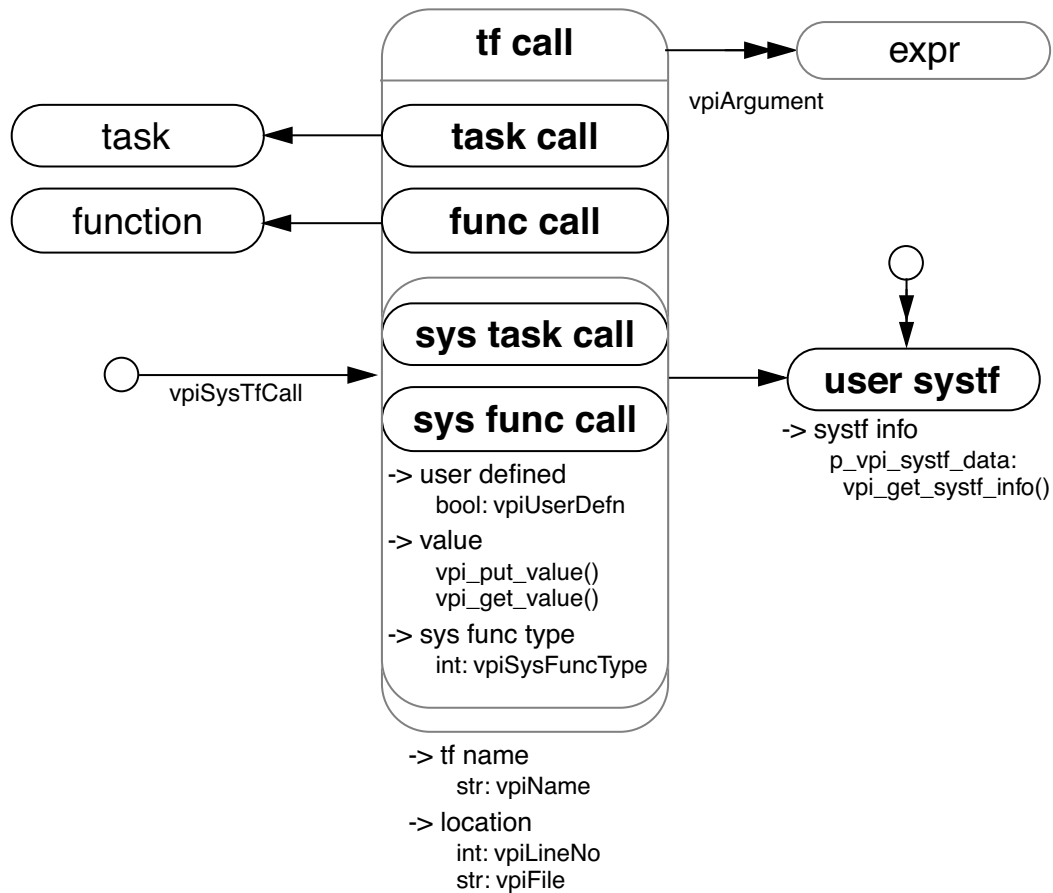 tf call
expr
vpiArgument
task
task call
function
func call
sys task call
vpiSysTfCall
user systf
sys func call
-> systf info
p_vpi_systf_data:
vpi_get_systf_info()
-> user defined
bool: vpiUserDefn
-> value
vpi_put_value()
vpi_get_value()
-> sys func type
int: vpiSysFuncType
-> tf name
str: vpiName
-> location
int: vpiLineNo
str: vpiFile